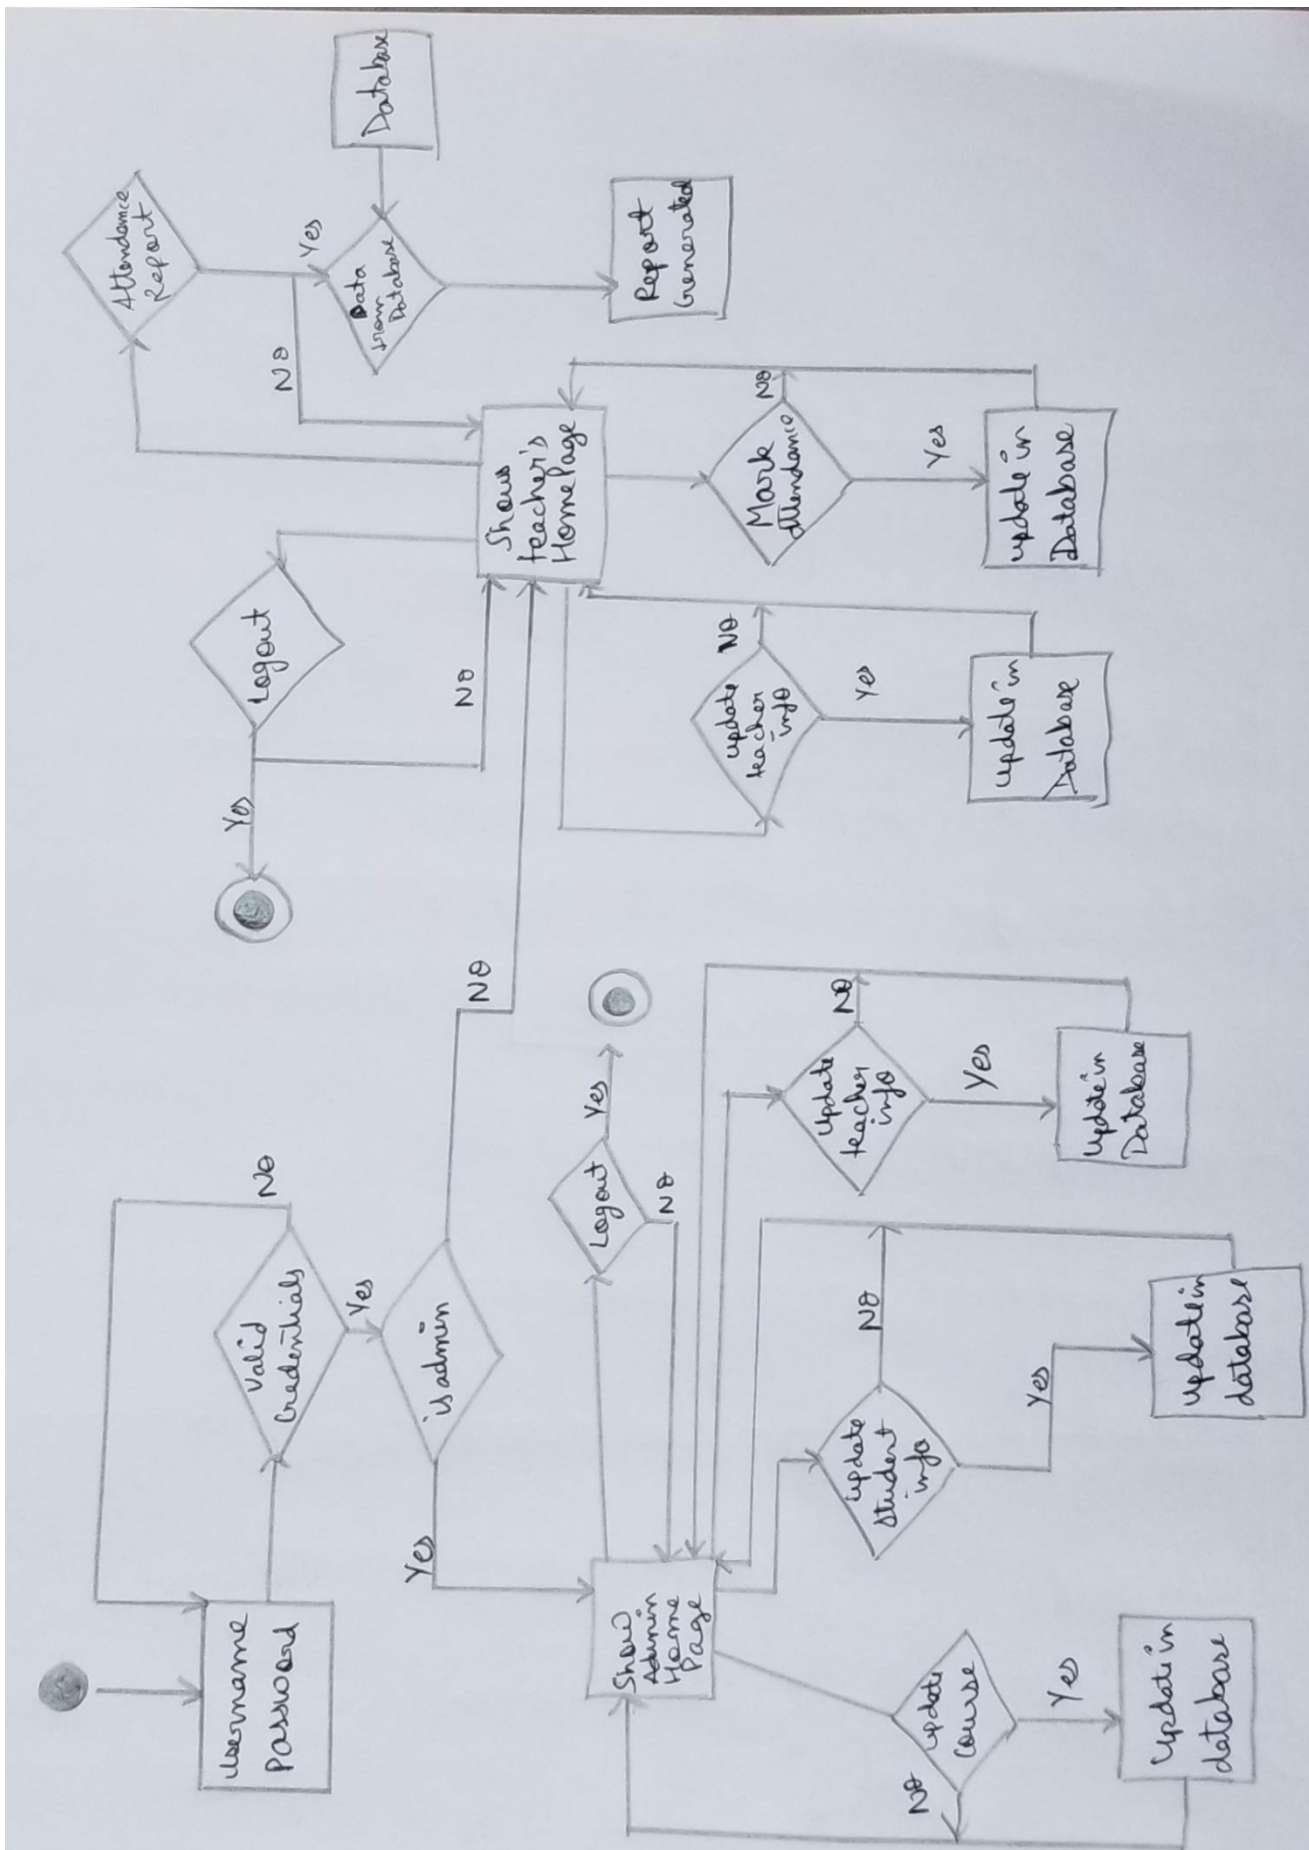 Username
Password
Valid
Credentials
No
Yes
is admin
Yes
No
Show
Admin
Home
Page
Logout
Yes
No
update
course
No
Yes
Update in
database
update
student
info
No
Yes
Update in
database
Update
teacher
info
No
Yes
Update in
Database
Shows
teacher's
Home Page
Logout
Yes
No
update
teacher
info
No
Yes
Update in
Database
Mark
Attendance
No
Yes
update in
Database
Attendance
Report
No
Yes
Data
from
Database
Database
Report
Generated